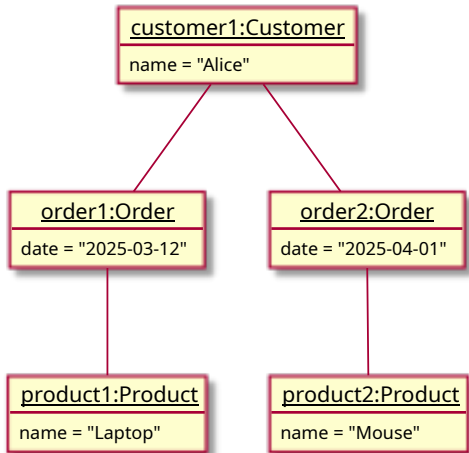 customer1:Customer
name = "Alice"
order1:Order
date = "2025-03-12"
order2:Order
date = "2025-04-01"
product1:Product
name = "Laptop"
product2:Product
name = "Mouse"